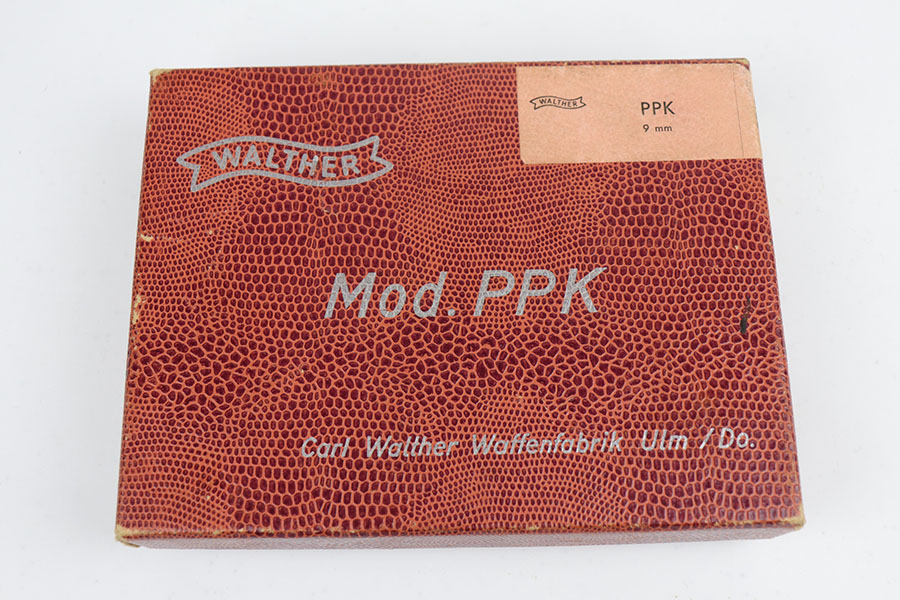 WALTHER
PPK
9 mm
WALTHER
Mod. PPK
Carl Walther Waffenfabrik Ulm /Do.